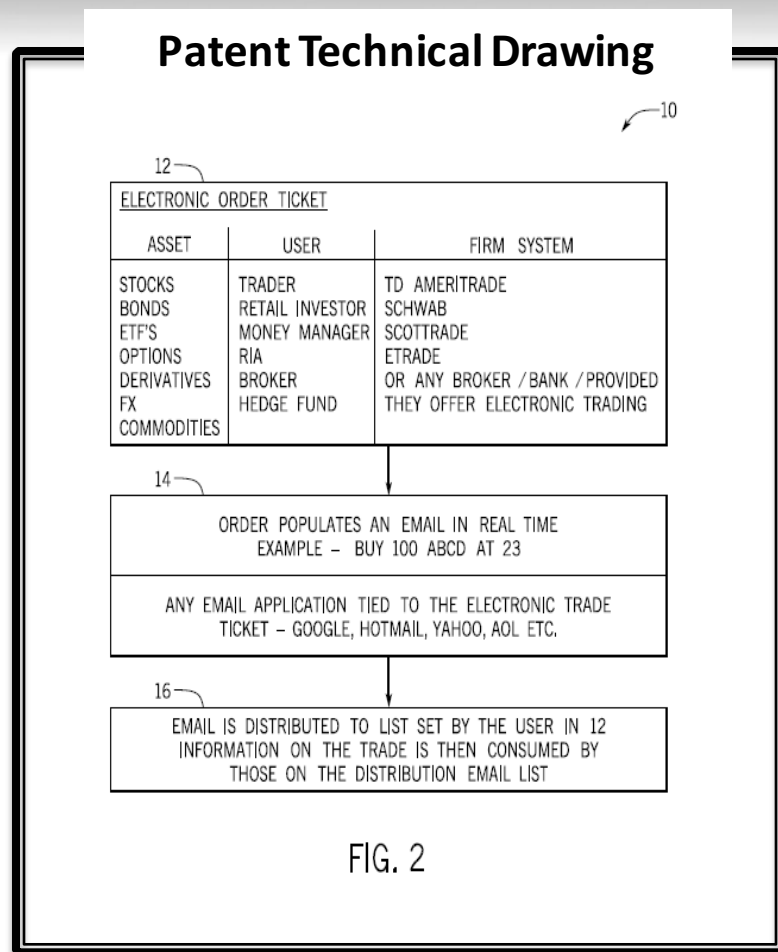 Patent Technical Drawing
10
12
ELECTRONIC ORDER TICKET
ASSET USER FIRM SYSTEM
STOCKS TRADER TD AMERITRADE
BONDS RETAIL INVESTOR SCHWAB
ETF'S MONEY MANAGER SCOTTRADE
OPTIONS RIA ETRADE
DERIVATIVES BROKER OR ANY BROKER / BANK / PROVIDED
FX HEDGE FUND THEY OFFER ELECTRONIC TRADING
COMMODITIES
14
ORDER POPULATES AN EMAIL IN REAL TIME
EXAMPLE – BUY 100 ABCD AT 23
ANY EMAIL APPLICATION TIED TO THE ELECTRONIC TRADE
TICKET – GOOGLE, HOTMAIL, YAHOO, AOL ETC.
16
EMAIL IS DISTRIBUTED TO LIST SET BY THE USER IN 12
INFORMATION ON THE TRADE IS THEN CONSUMED BY
THOSE ON THE DISTRIBUTION EMAIL LIST
FIG. 2